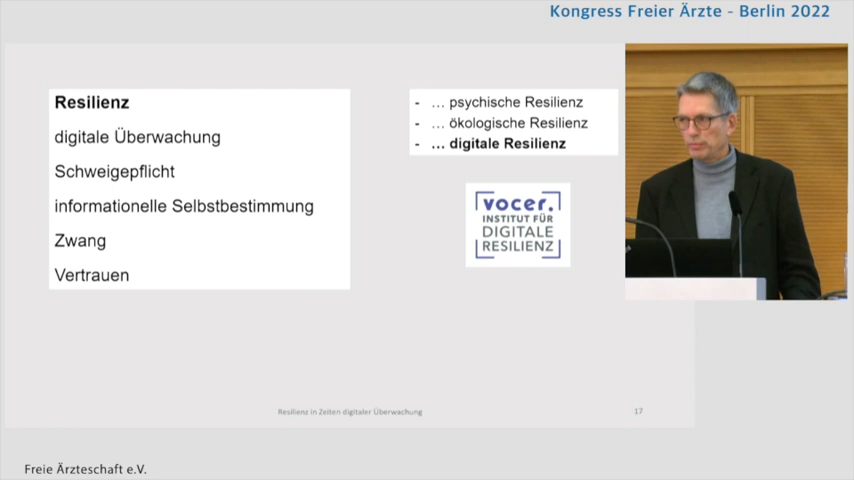 Kongress Freier Ärzte - Berlin 2022
Resilienz
digitale Überwachung
Schweigepflicht
informationelle Selbstbestimmung
Zwang
Vertrauen
- ... psychische Resilienz
- ... ökologische Resilienz
- ... digitale Resilienz
vocer.
INSTITUT FÜR
DIGITALE
RESILIENZ
Resilienz in Zeiten digitaler Überwachung
17
Freie Ärzteschaft e.V.